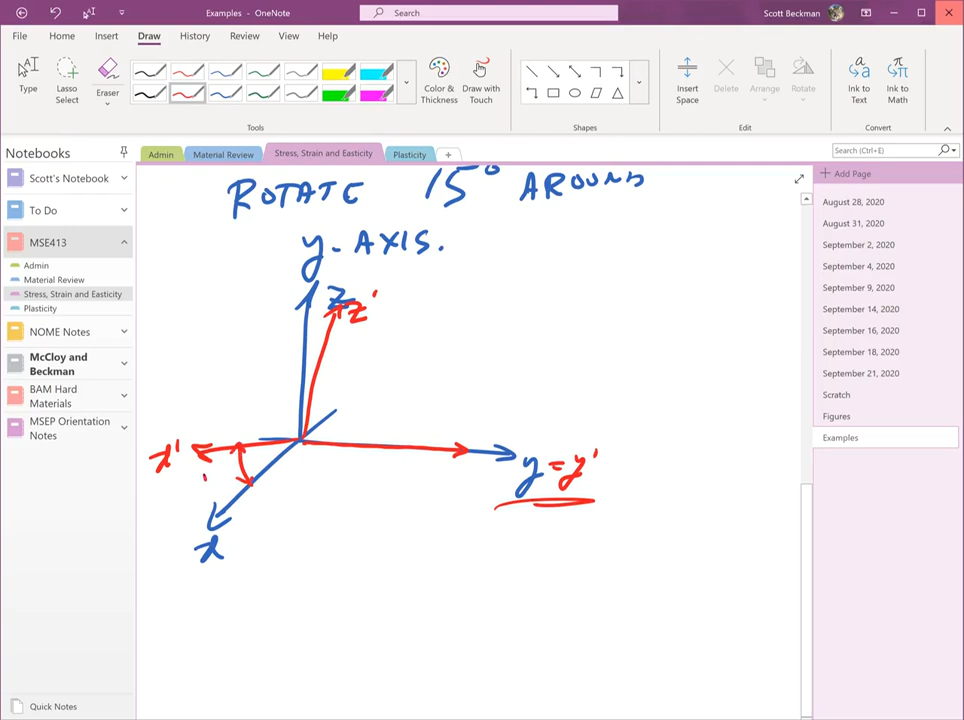 Examples - OneNote
Search
Scott Beckman
File Home Insert Draw History Review View Help
Type
Lasso Select
Eraser
Color & Thickness
Draw with Touch
Insert Space
Delete
Arrange
Rotate
Ink to Text
Ink to Math
Tools
Shapes
Edit
Convert
Notebooks
Admin
Material Review
Stress, Strain and Easticity
Plasticity
Search (Ctrl+E)
Scott's Notebook
To Do
MSE413
Admin
Material Review
Stress, Strain and Easticity
Plasticity
NOME Notes
McCloy and
Beckman
BAM Hard
Materials
MSEP Orientation
Notes
Quick Notes
ROTATE 15° AROUND
y-AXIS.
z
z'
x'
y = y'
x
Add Page
August 28, 2020
August 31, 2020
September 2, 2020
September 4, 2020
September 9, 2020
September 14, 2020
September 16, 2020
September 18, 2020
September 21, 2020
Scratch
Figures
Examples